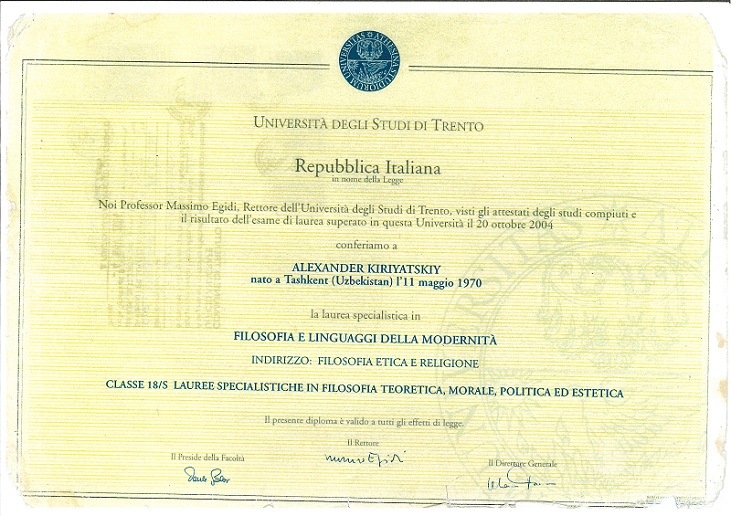 UNIVERSITÀ DEGLI STUDI DI TRENTO
Repubblica Italiana
in nome della Legge
Noi Professor Massimo Egidi, Rettore dell'Università degli Studi di Trento, visti gli attestati degli studi compiuti e
il risultato dell'esame di laurea superato in questa Università il 20 ottobre 2004
conferiamo a
ALEXANDER KIRIYATSKIY
nato a Tashkent (Uzbekistan) l'11 maggio 1970
la laurea specialistica in
FILOSOFIA E LINGUAGGI DELLA MODERNITÀ
INDIRIZZO: FILOSOFIA ETICA E RELIGIONE
CLASSE 18/S LAUREE SPECIALISTICHE IN FILOSOFIA TEORETICA, MORALE, POLITICA ED ESTETICA
Il presente diploma è valido a tutti gli effetti di legge.
Il Rettore
Il Preside della Facoltà
Il Direttore Generale